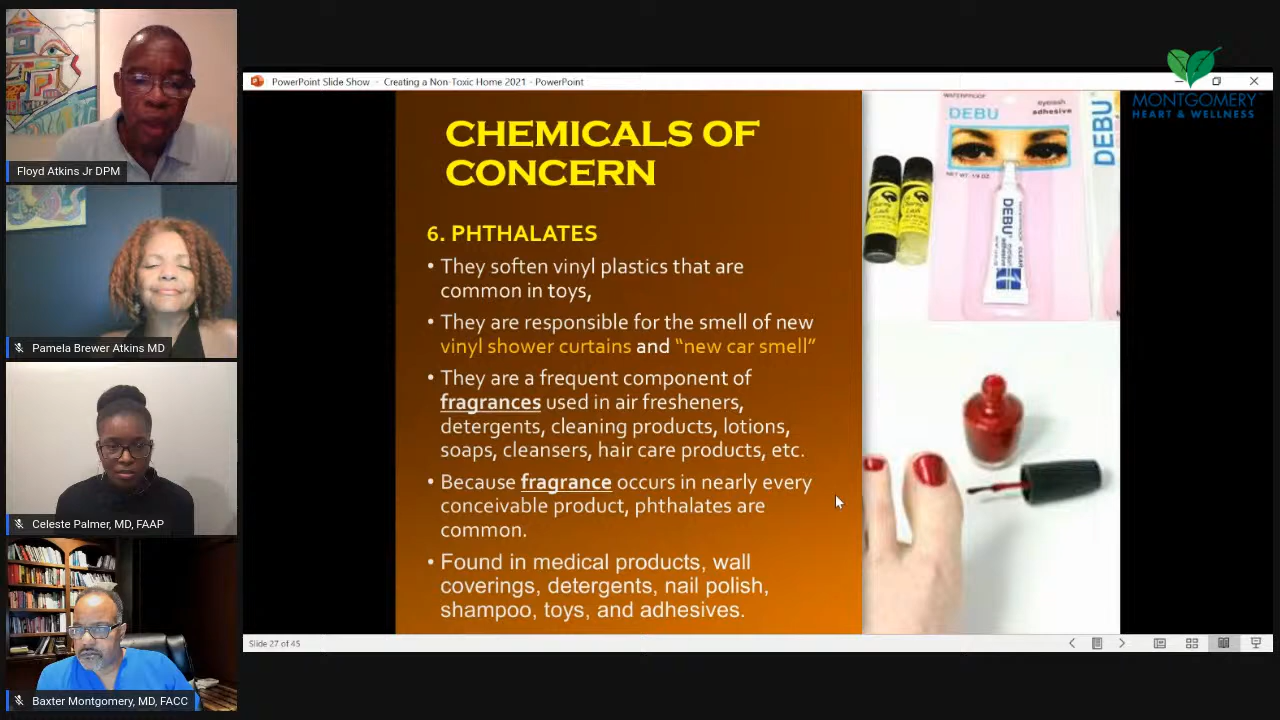 Floyd Atkins Jr DPM
Pamela Brewer Atkins MD
Celeste Palmer, MD, FAAP
Baxter Montgomery, MD, FACC
PowerPoint Slide Show - Creating a Non-Toxic Home 2021 - PowerPoint
MONTGOMERY
HEART & WELLNESS
CHEMICALS OF
CONCERN
6. PHTHALATES
• They soften vinyl plastics that are
common in toys,
• They are responsible for the smell of new
vinyl shower curtains and “new car smell”
• They are a frequent component of
fragrances used in air fresheners,
detergents, cleaning products, lotions,
soaps, cleansers, hair care products, etc.
• Because fragrance occurs in nearly every
conceivable product, phthalates are
common.
• Found in medical products, wall
coverings, detergents, nail polish,
shampoo, toys, and adhesives.
WATERPROOF
DEBU
eyelash
adhesive
DEBU
DEBU
Slide 27 of 45